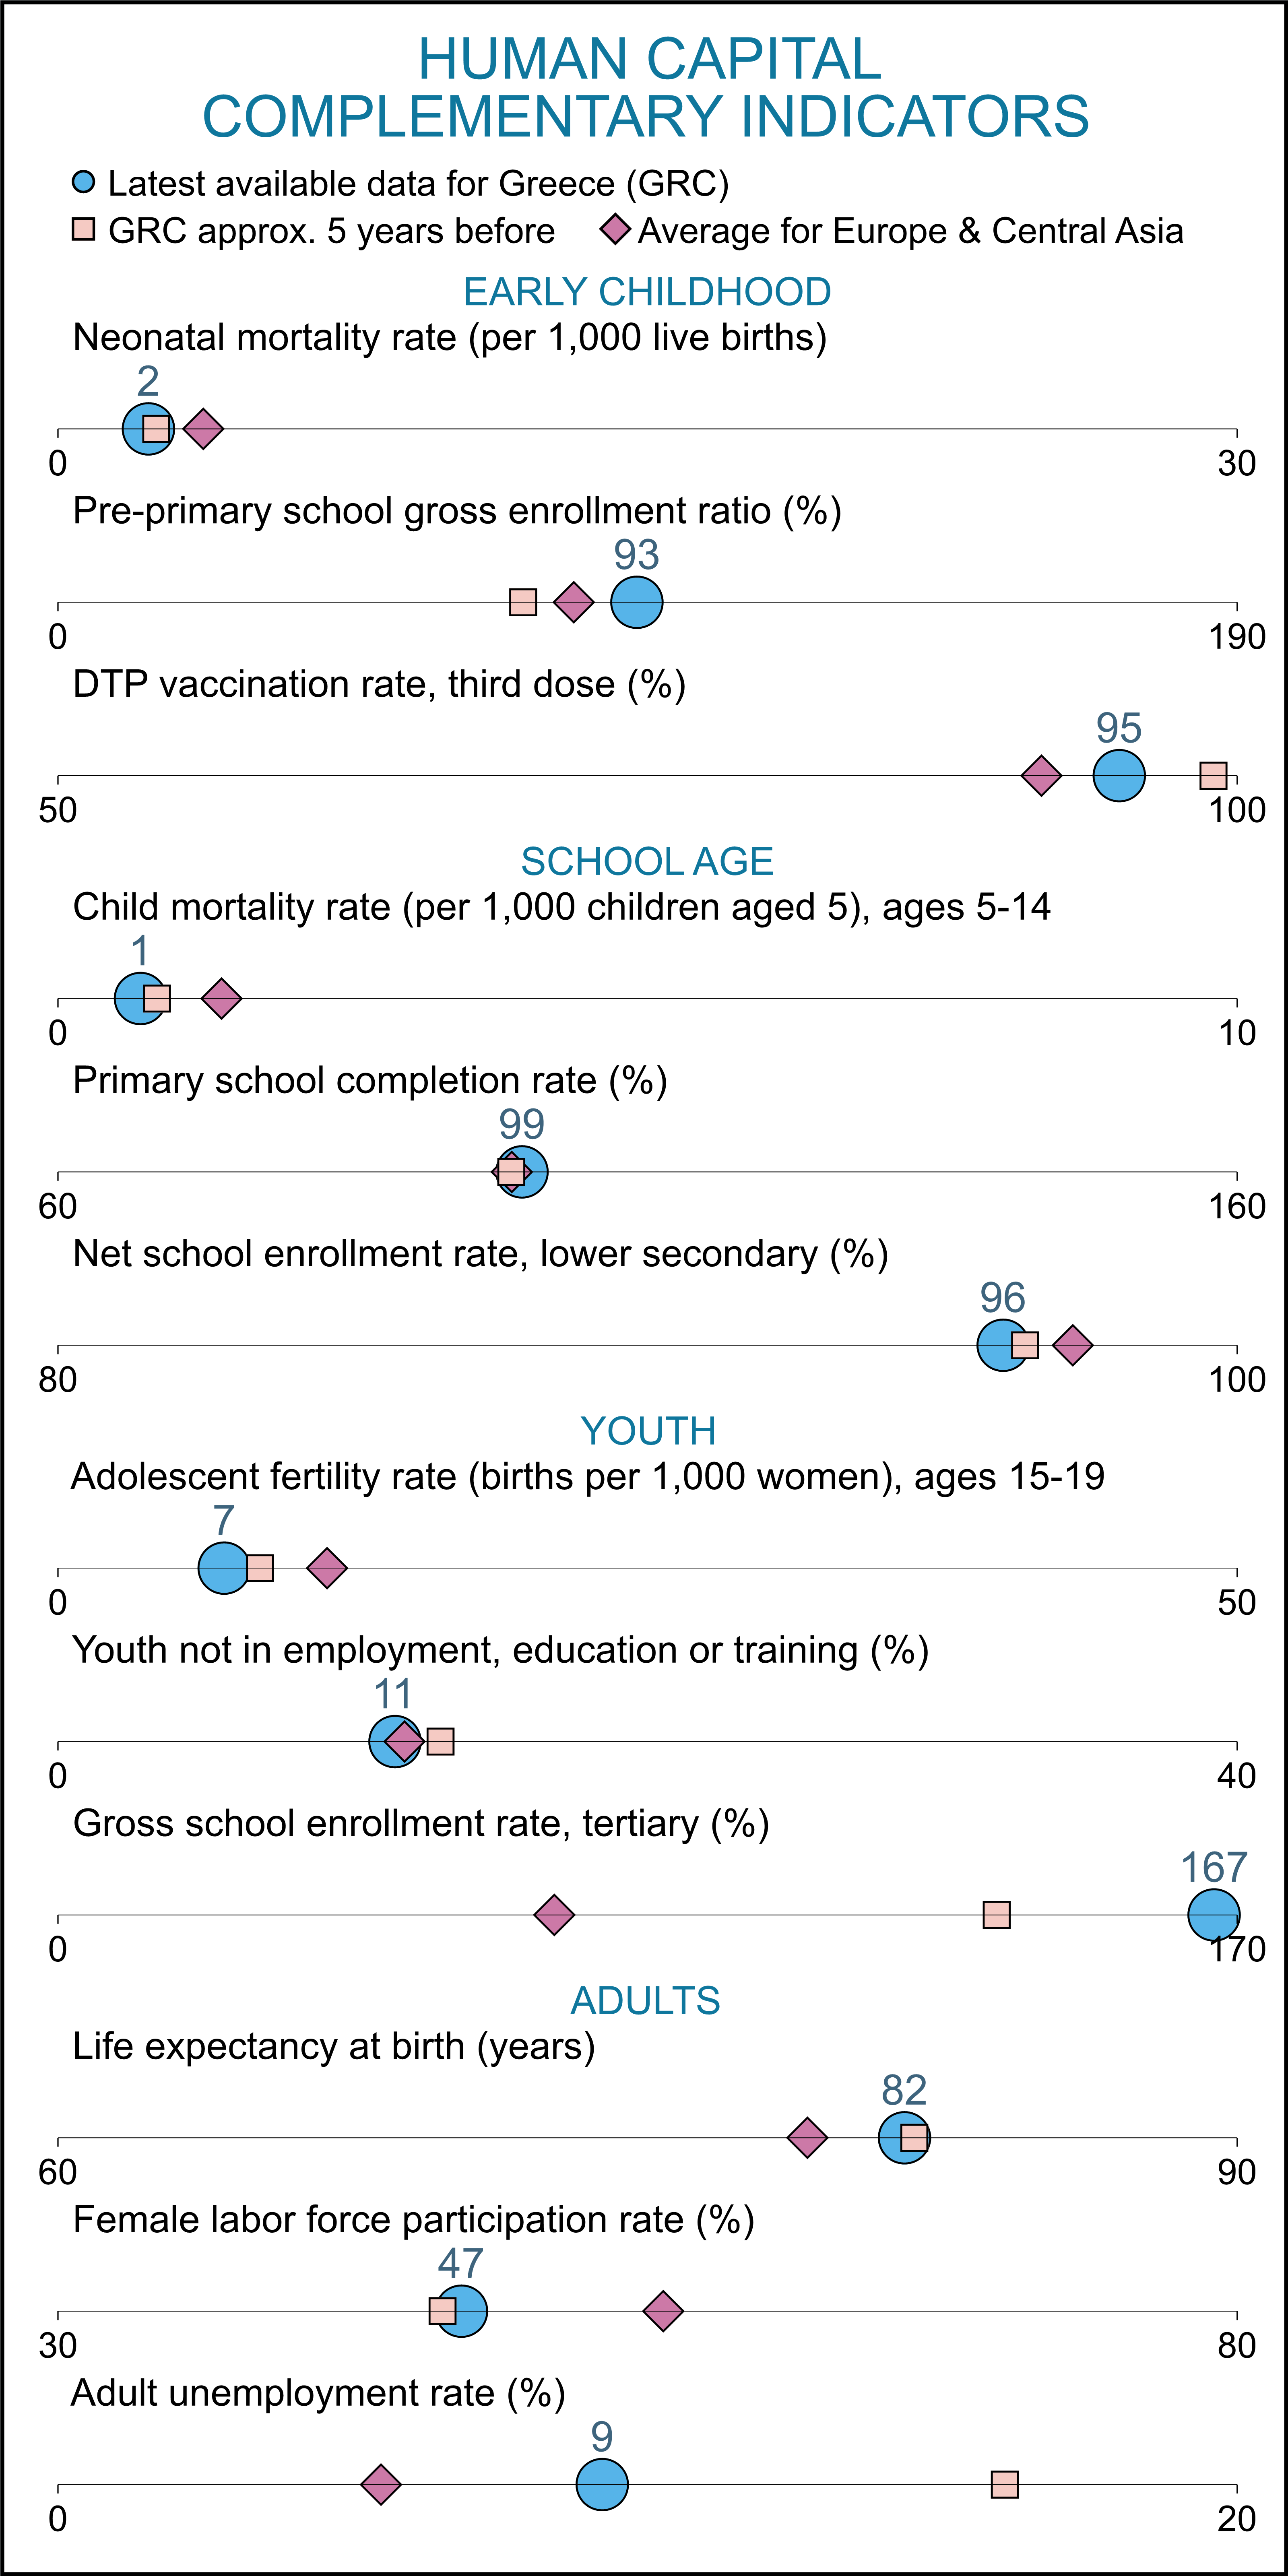 HUMAN CAPITAL
COMPLEMENTARY INDICATORS
Latest available data for Greece (GRC)
GRC approx. 5 years before Average for Europe & Central Asia
EARLY CHILDHOOD
Neonatal mortality rate (per 1,000 live births)
2
0 30
Pre-primary school gross enrollment ratio (%)
93
0 190
DTP vaccination rate, third dose (%)
95
50 100
SCHOOL AGE
Child mortality rate (per 1,000 children aged 5), ages 5-14
1
0 10
Primary school completion rate (%)
99
60 160
Net school enrollment rate, lower secondary (%)
96
80 100
YOUTH
Adolescent fertility rate (births per 1,000 women), ages 15-19
7
0 50
Youth not in employment, education or training (%)
11
0 40
Gross school enrollment rate, tertiary (%)
167
0 170
ADULTS
Life expectancy at birth (years)
82
60 90
Female labor force participation rate (%)
47
30 80
Adult unemployment rate (%)
9
0 20